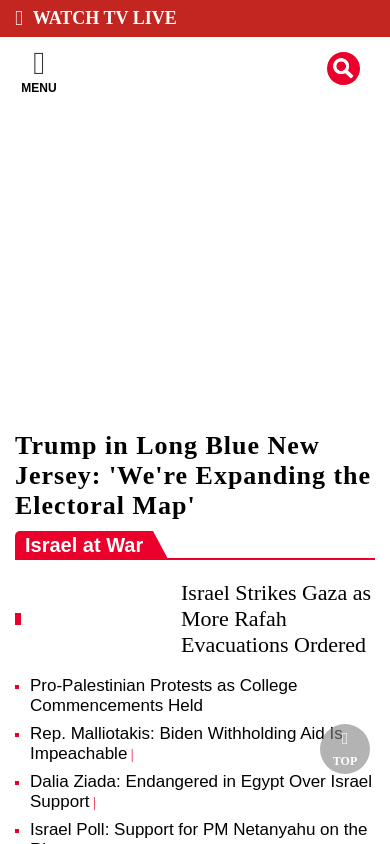 WATCH TV LIVE
MENU
Trump in Long Blue New
Jersey: 'We're Expanding the
Electoral Map'
Israel at War
Israel Strikes Gaza as
More Rafah
Evacuations Ordered
Pro-Palestinian Protests as College
Commencements Held
Rep. Malliotakis: Biden Withholding Aid Is
Impeachable |
TOP
Dalia Ziada: Endangered in Egypt Over Israel
Support |
Israel Poll: Support for PM Netanyahu on the